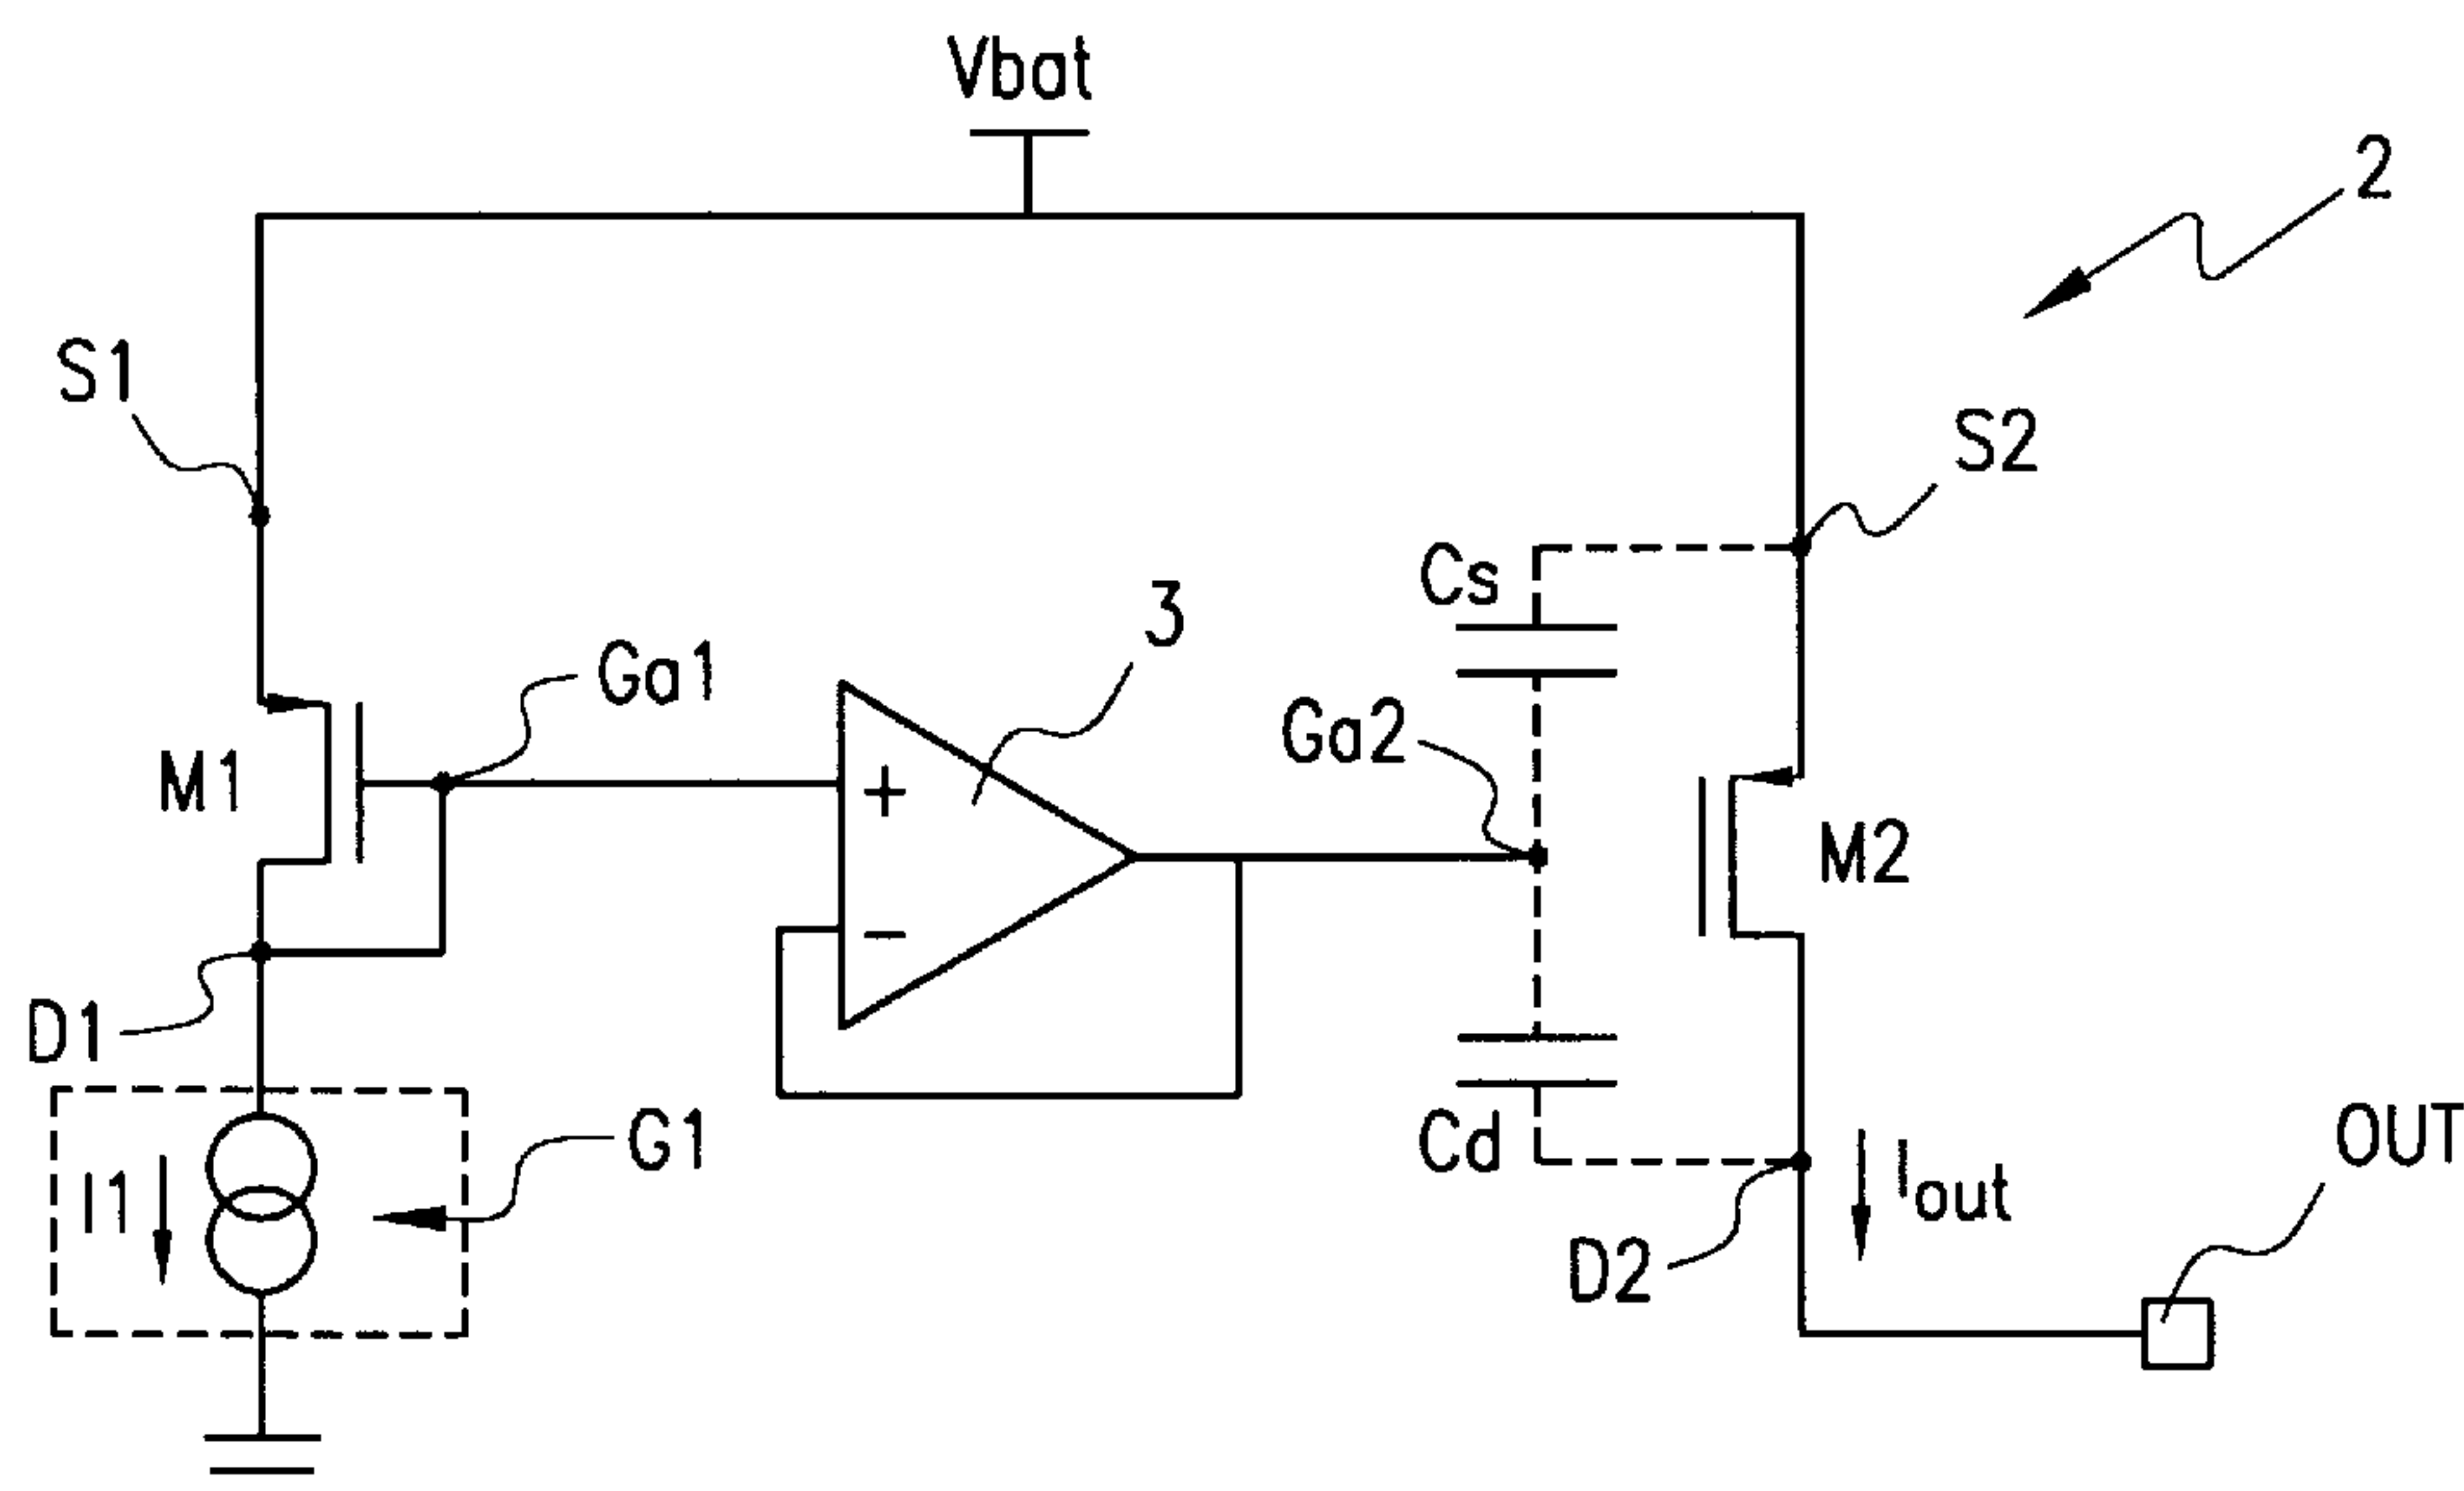 Vbat
2
S1
S2
Cs
3
Ga1
Ga2
M1
+
M2
−
D1
Cd
OUT
G1
I1
Iout
D2